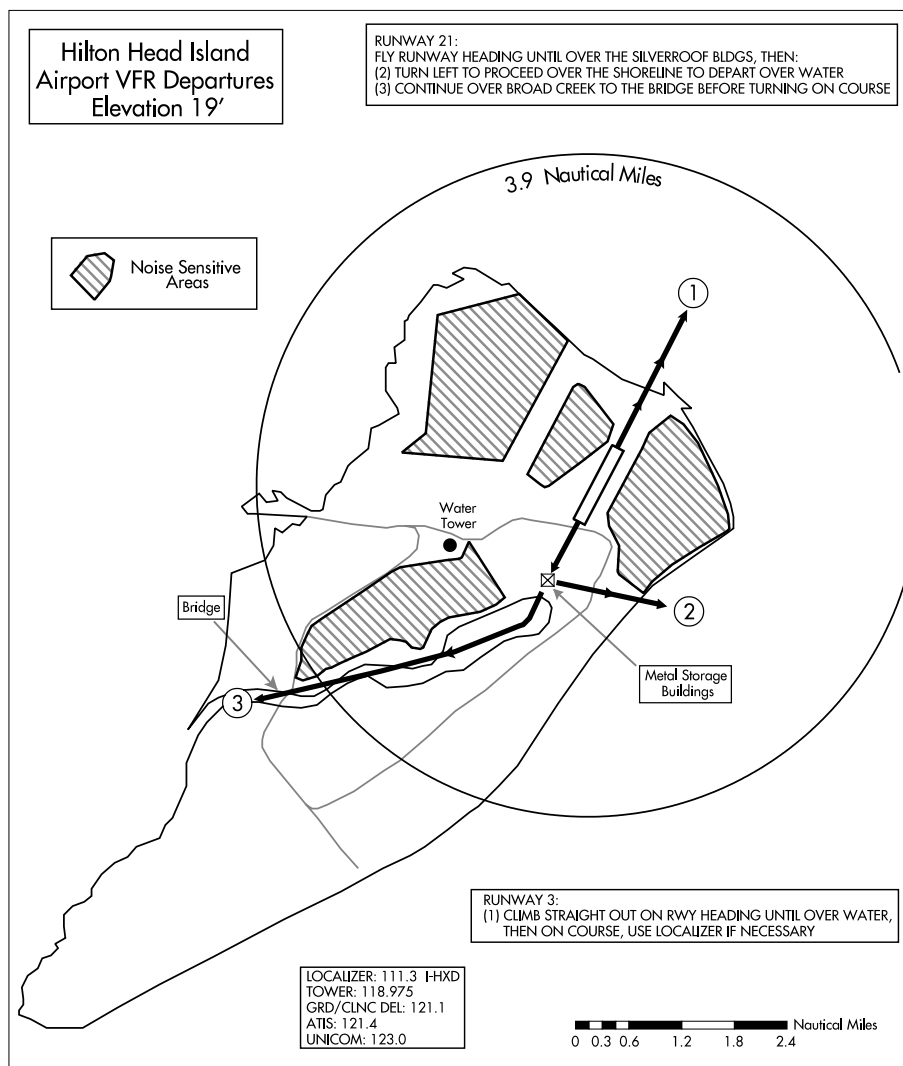 Hilton Head Island
Airport VFR Departures
Elevation 19'
RUNWAY 21:
FLY RUNWAY HEADING UNTIL OVER THE SILVERROOF BLDGS, THEN:
(2) TURN LEFT TO PROCEED OVER THE SHORELINE TO DEPART OVER WATER
(3) CONTINUE OVER BROAD CREEK TO THE BRIDGE BEFORE TURNING ON COURSE
3.9 Nautical Miles
Noise Sensitive
Areas
1
Water
Tower
Bridge
2
Metal Storage
Buildings
3
RUNWAY 3:
(1) CLIMB STRAIGHT OUT ON RWY HEADING UNTIL OVER WATER,
THEN ON COURSE, USE LOCALIZER IF NECESSARY
LOCALIZER: 111.3 I-HXD
TOWER: 118.975
GRD/CLNC DEL: 121.1
ATIS: 121.4
UNICOM: 123.0
Nautical Miles
0 0.3 0.6 1.2 1.8 2.4